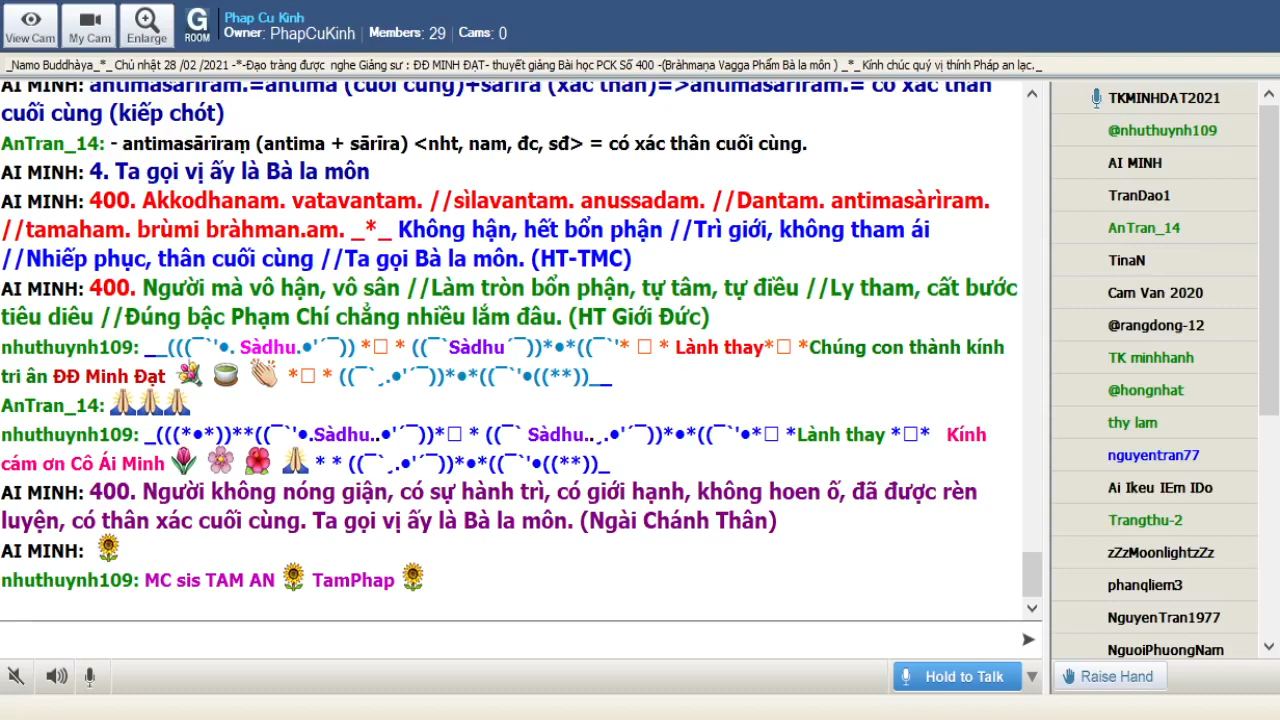 View Cam
My Cam
Enlarge
G
ROOM
Phap Cu Kinh
Owner: PhapCuKinh | Members: 29 | Cams: 0
_Namo Buddhàya_*_ Chủ nhật 28 /02 /2021 -*-Đạo tràng được nghe Giảng sư : ĐĐ MINH ĐẠT- thuyết giảng Bài học PCK Số 400 -(Bràhmaṇa Vagga Phẩm Bà la môn ) _*_ Kính chúc quý vị thính Pháp an lạc._
AI MINH: antimasàrìram.=antima (cuối cùng)+sàrìra (xác thân)=>antimasàrìram.= có xác thân
cuối cùng (kiếp chót)
AnTran_14: - antimasārīraṃ (antima + sārīra) <nht, nam, đc, sđ> = có xác thân cuối cùng.
AI MINH: 4. Ta gọi vị ấy là Bà la môn
AI MINH: 400. Akkodhanam. vatavantam. //sìlavantam. anussadam. //Dantam. antimasàrìram.
//tamaham. brùmi bràhman.am. _*_ Không hận, hết bổn phận //Trì giới, không tham ái
//Nhiếp phục, thân cuối cùng //Ta gọi Bà la môn. (HT-TMC)
AI MINH: 400. Người mà vô hận, vô sân //Làm tròn bổn phận, tự tâm, tự điều //Ly tham, cất bước
tiêu diêu //Đúng bậc Phạm Chí chẳng nhiều lắm đâu. (HT Giới Đức)
nhuthuynh109: _ _(((¯`'•. Sàdhu.•'´¯)) *□ * ((¯`Sàdhu´¯))*•*((¯`'* □ * Lành thay*□ *Chúng con thành kính
tri ân ĐĐ Minh Đạt 💐 🍵 👏 *□ * ((¯`¸.•'´¯))*•*((¯`'•((**))_ _
AnTran_14: 🙏🙏🙏
nhuthuynh109: _(((*•*))**((¯`'•.Sàdhu..•'´¯))*□ * ((¯` Sàdhu..¸.•'´¯))*•*((¯`'•*□ *Lành thay *□* Kính
cám ơn Cô Ái Minh 🌷 🌸 🌺 🙏 * * ((¯`¸.•'´¯))*•*((¯`'•((**))_
AI MINH: 400. Người không nóng giận, có sự hành trì, có giới hạnh, không hoen ố, đã được rèn
luyện, có thân xác cuối cùng. Ta gọi vị ấy là Bà la môn. (Ngài Chánh Thân)
AI MINH: 🌻
nhuthuynh109: MC sis TAM AN 🌻 TamPhap 🌻
Hold to Talk
TKMINHDAT2021
@nhuthuynh109
AI MINH
TranDao1
AnTran_14
TinaN
Cam Van 2020
@rangdong-12
TK minhhanh
@hongnhat
thy lam
nguyentran77
Ai Ikeu IEm IDo
Trangthu-2
zZzMoonlightzZz
phanqliem3
NguyenTran1977
NguoiPhuongNam
Raise Hand